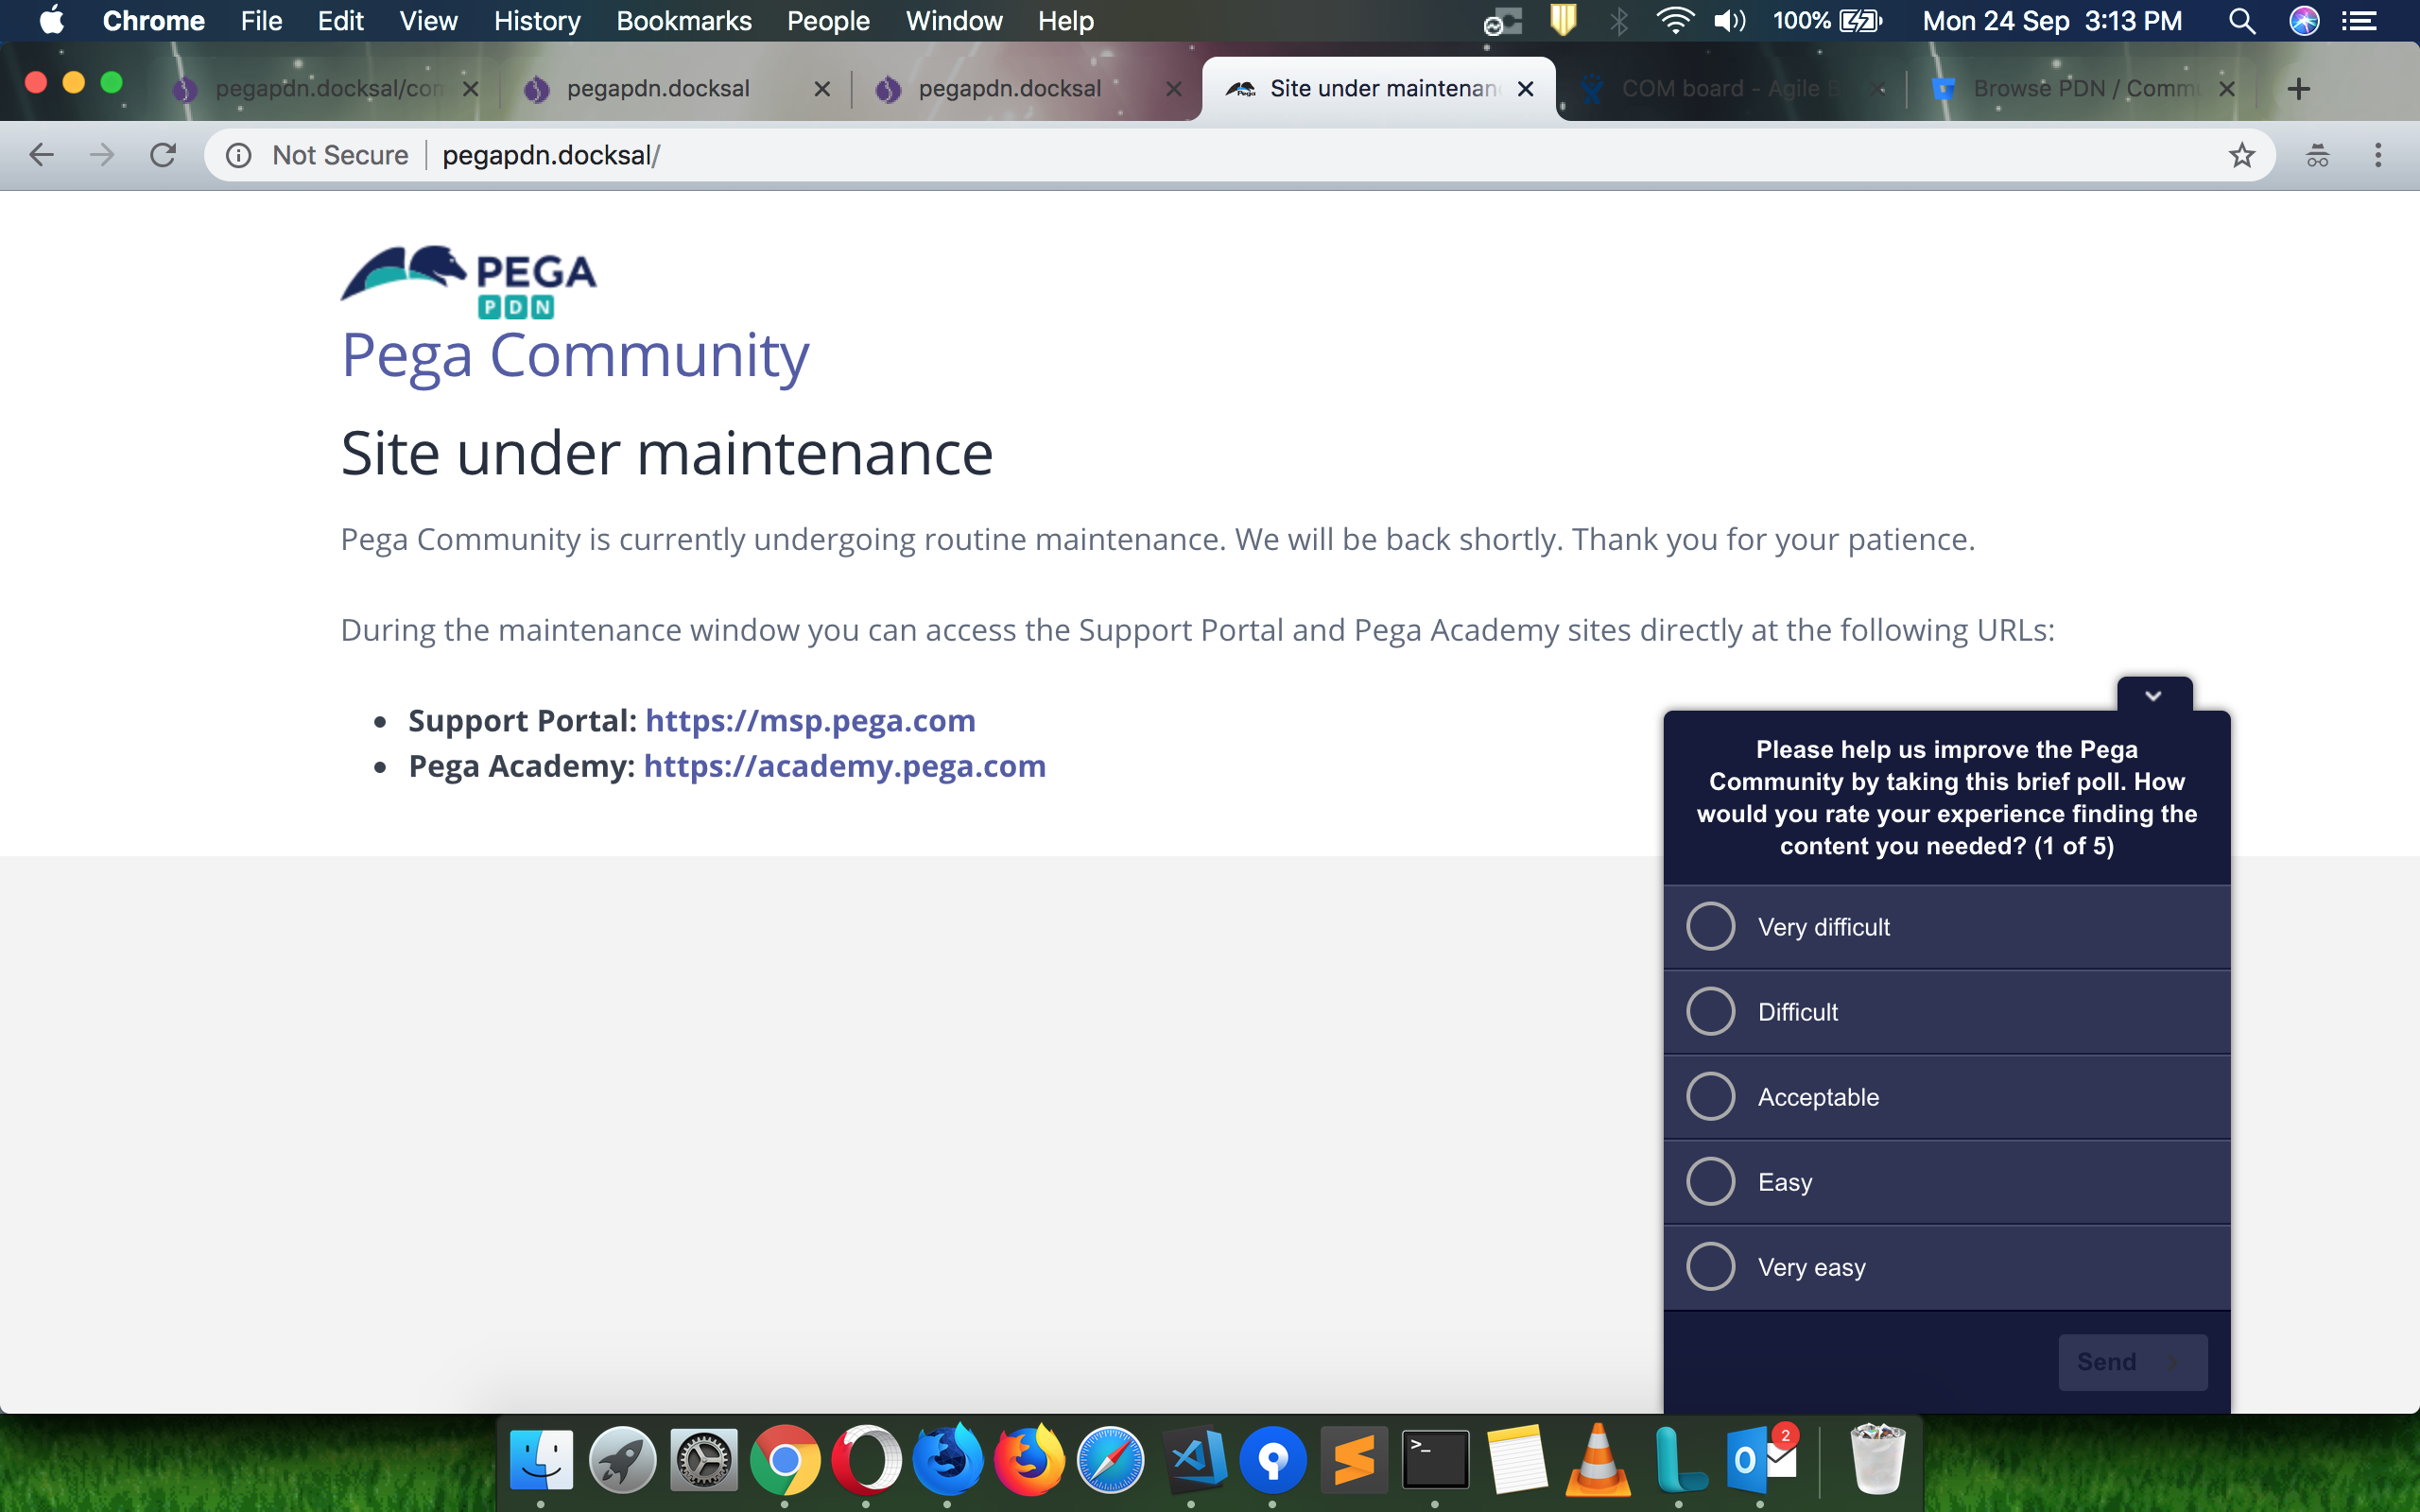 Chrome File Edit View History Bookmarks People Window Help 100% Mon 24 Sep 3:13 PM
pegapdn.docksal/con pegapdn.docksal pegapdn.docksal Site under maintenanc COM board - Agile B Browse PDN / Commu
Not Secure pegapdn.docksal/
PEGA
PDN
Pega Community
Site under maintenance
Pega Community is currently undergoing routine maintenance. We will be back shortly. Thank you for your patience.
During the maintenance window you can access the Support Portal and Pega Academy sites directly at the following URLs:
• Support Portal: https://msp.pega.com
• Pega Academy: https://academy.pega.com
Please help us improve the Pega
Community by taking this brief poll. How
would you rate your experience finding the
content you needed? (1 of 5)
Very difficult
Difficult
Acceptable
Easy
Very easy
Send
2